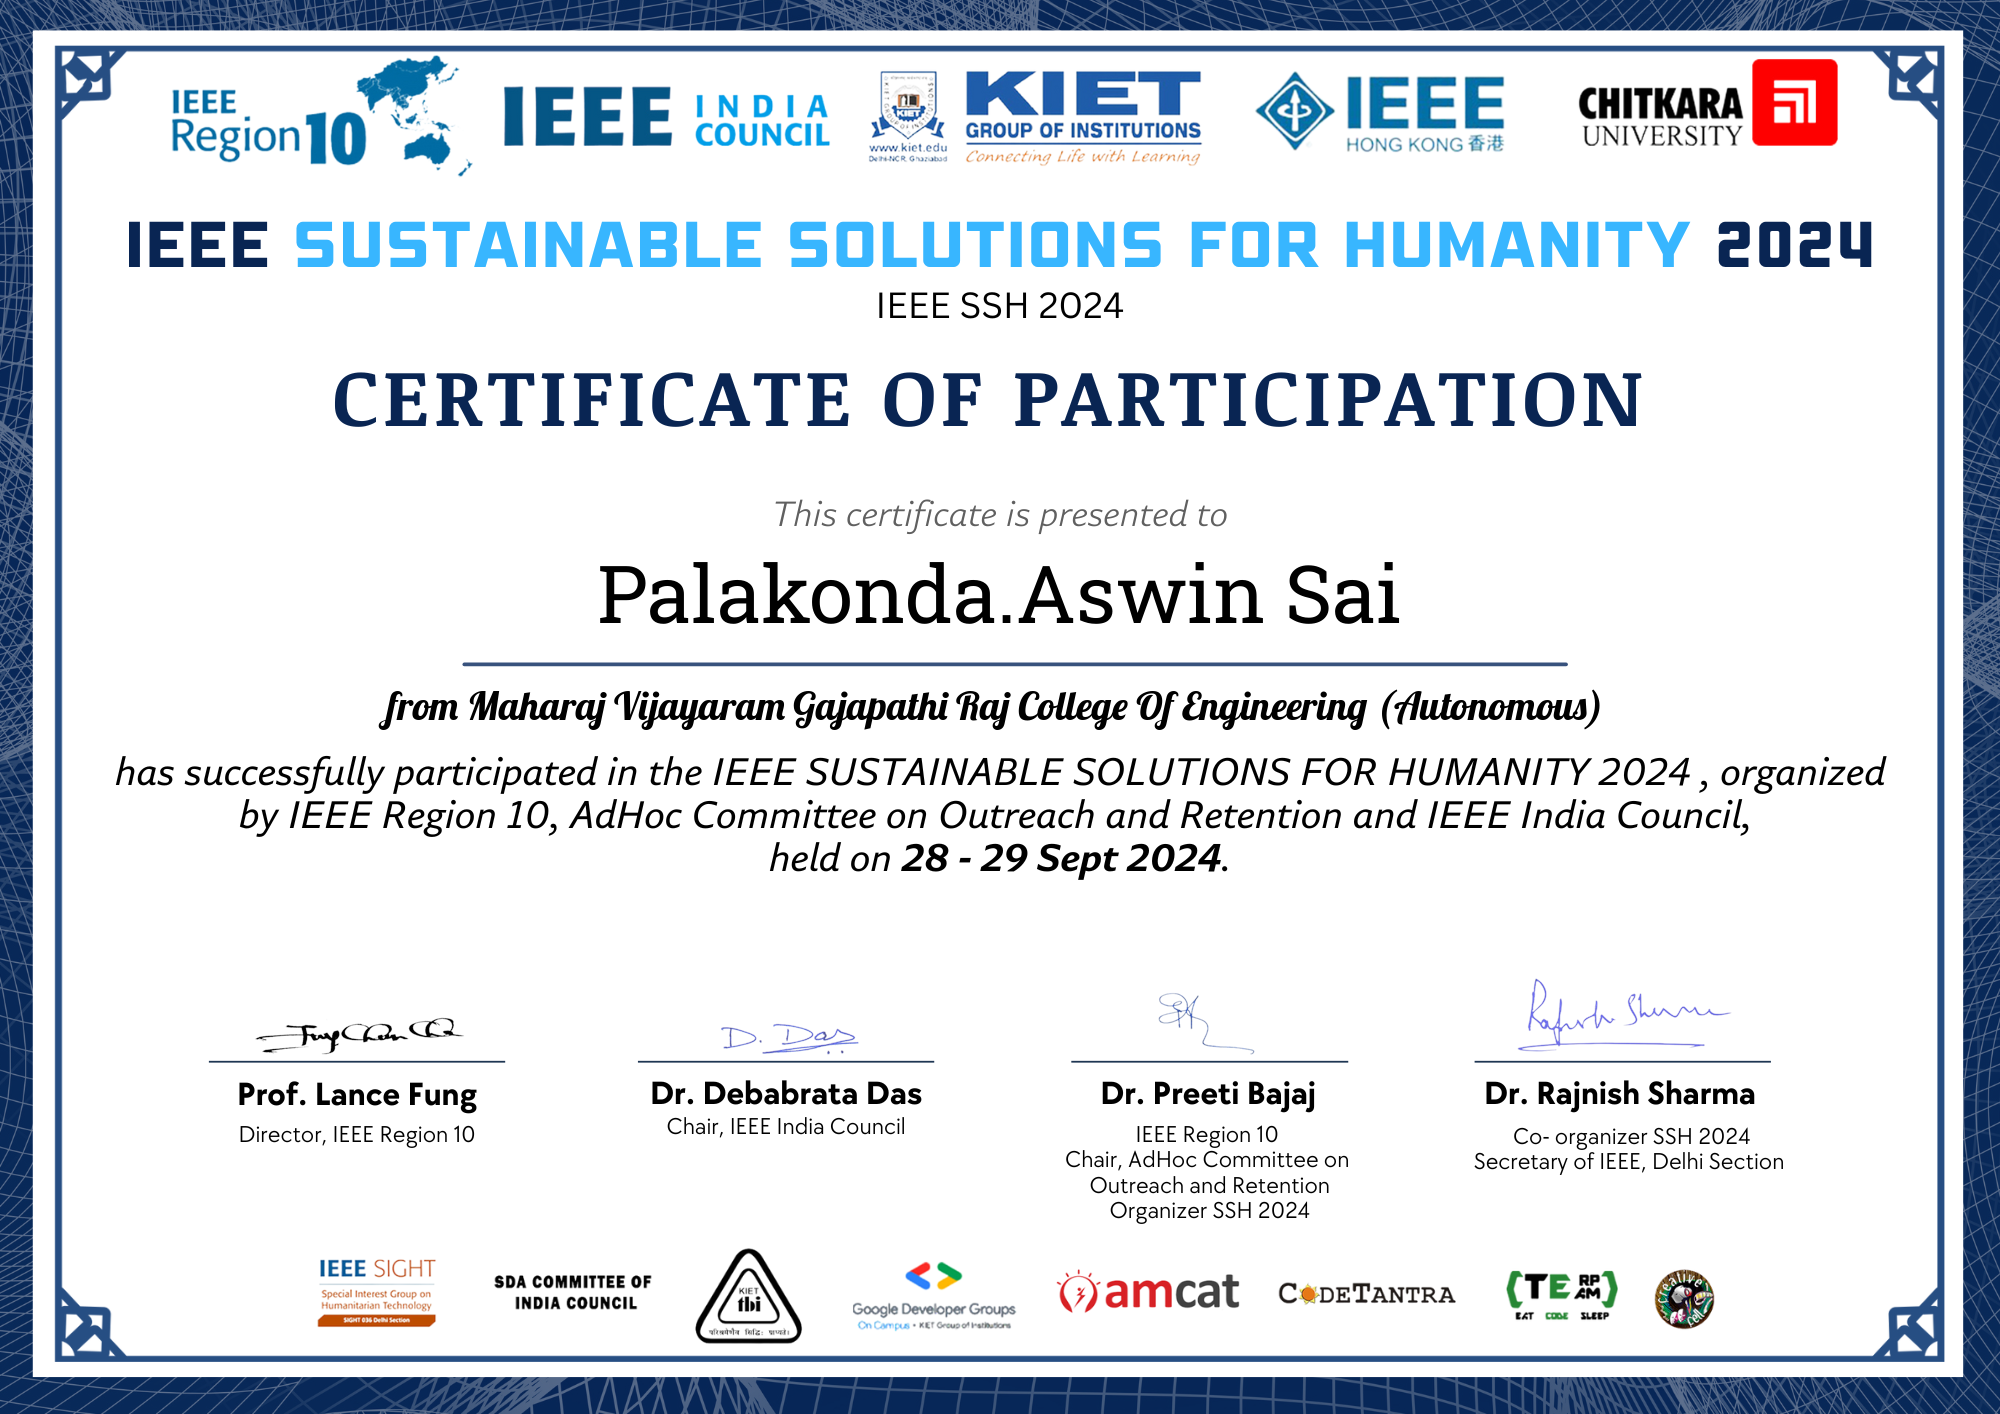 IEEE
Region 10
IEEE INDIA COUNCIL
www.kiet.edu
Delhi-NCR, Ghaziabad
KIET
GROUP OF INSTITUTIONS
Connecting Life with Learning
IEEE
HONG KONG 香港
CHITKARA
UNIVERSITY
IEEE SUSTAINABLE SOLUTIONS FOR HUMANITY 2024
IEEE SSH 2024
CERTIFICATE OF PARTICIPATION
This certificate is presented to
Palakonda.Aswin Sai
from Maharaj Vijayaram Gajapathi Raj College Of Engineering (Autonomous)
has successfully participated in the IEEE SUSTAINABLE SOLUTIONS FOR HUMANITY 2024 , organized
by IEEE Region 10, AdHoc Committee on Outreach and Retention and IEEE India Council,
held on 28 - 29 Sept 2024.
D. Das
Rajnish Sharma
Prof. Lance Fung
Director, IEEE Region 10
Dr. Debabrata Das
Chair, IEEE India Council
Dr. Preeti Bajaj
IEEE Region 10
Chair, AdHoc Committee on
Outreach and Retention
Organizer SSH 2024
Dr. Rajnish Sharma
Co- organizer SSH 2024
Secretary of IEEE, Delhi Section
IEEE SIGHT
Special Interest Group on
Humanitarian Technology
SIGHT 036 Delhi Section
SDA COMMITTEE OF
INDIA COUNCIL
KIET
tbi
Google Developer Groups
On Campus • KIET Group of Institutions
amcat
CODETANTRA
(TERP
AM)
EAT CODE SLEEP